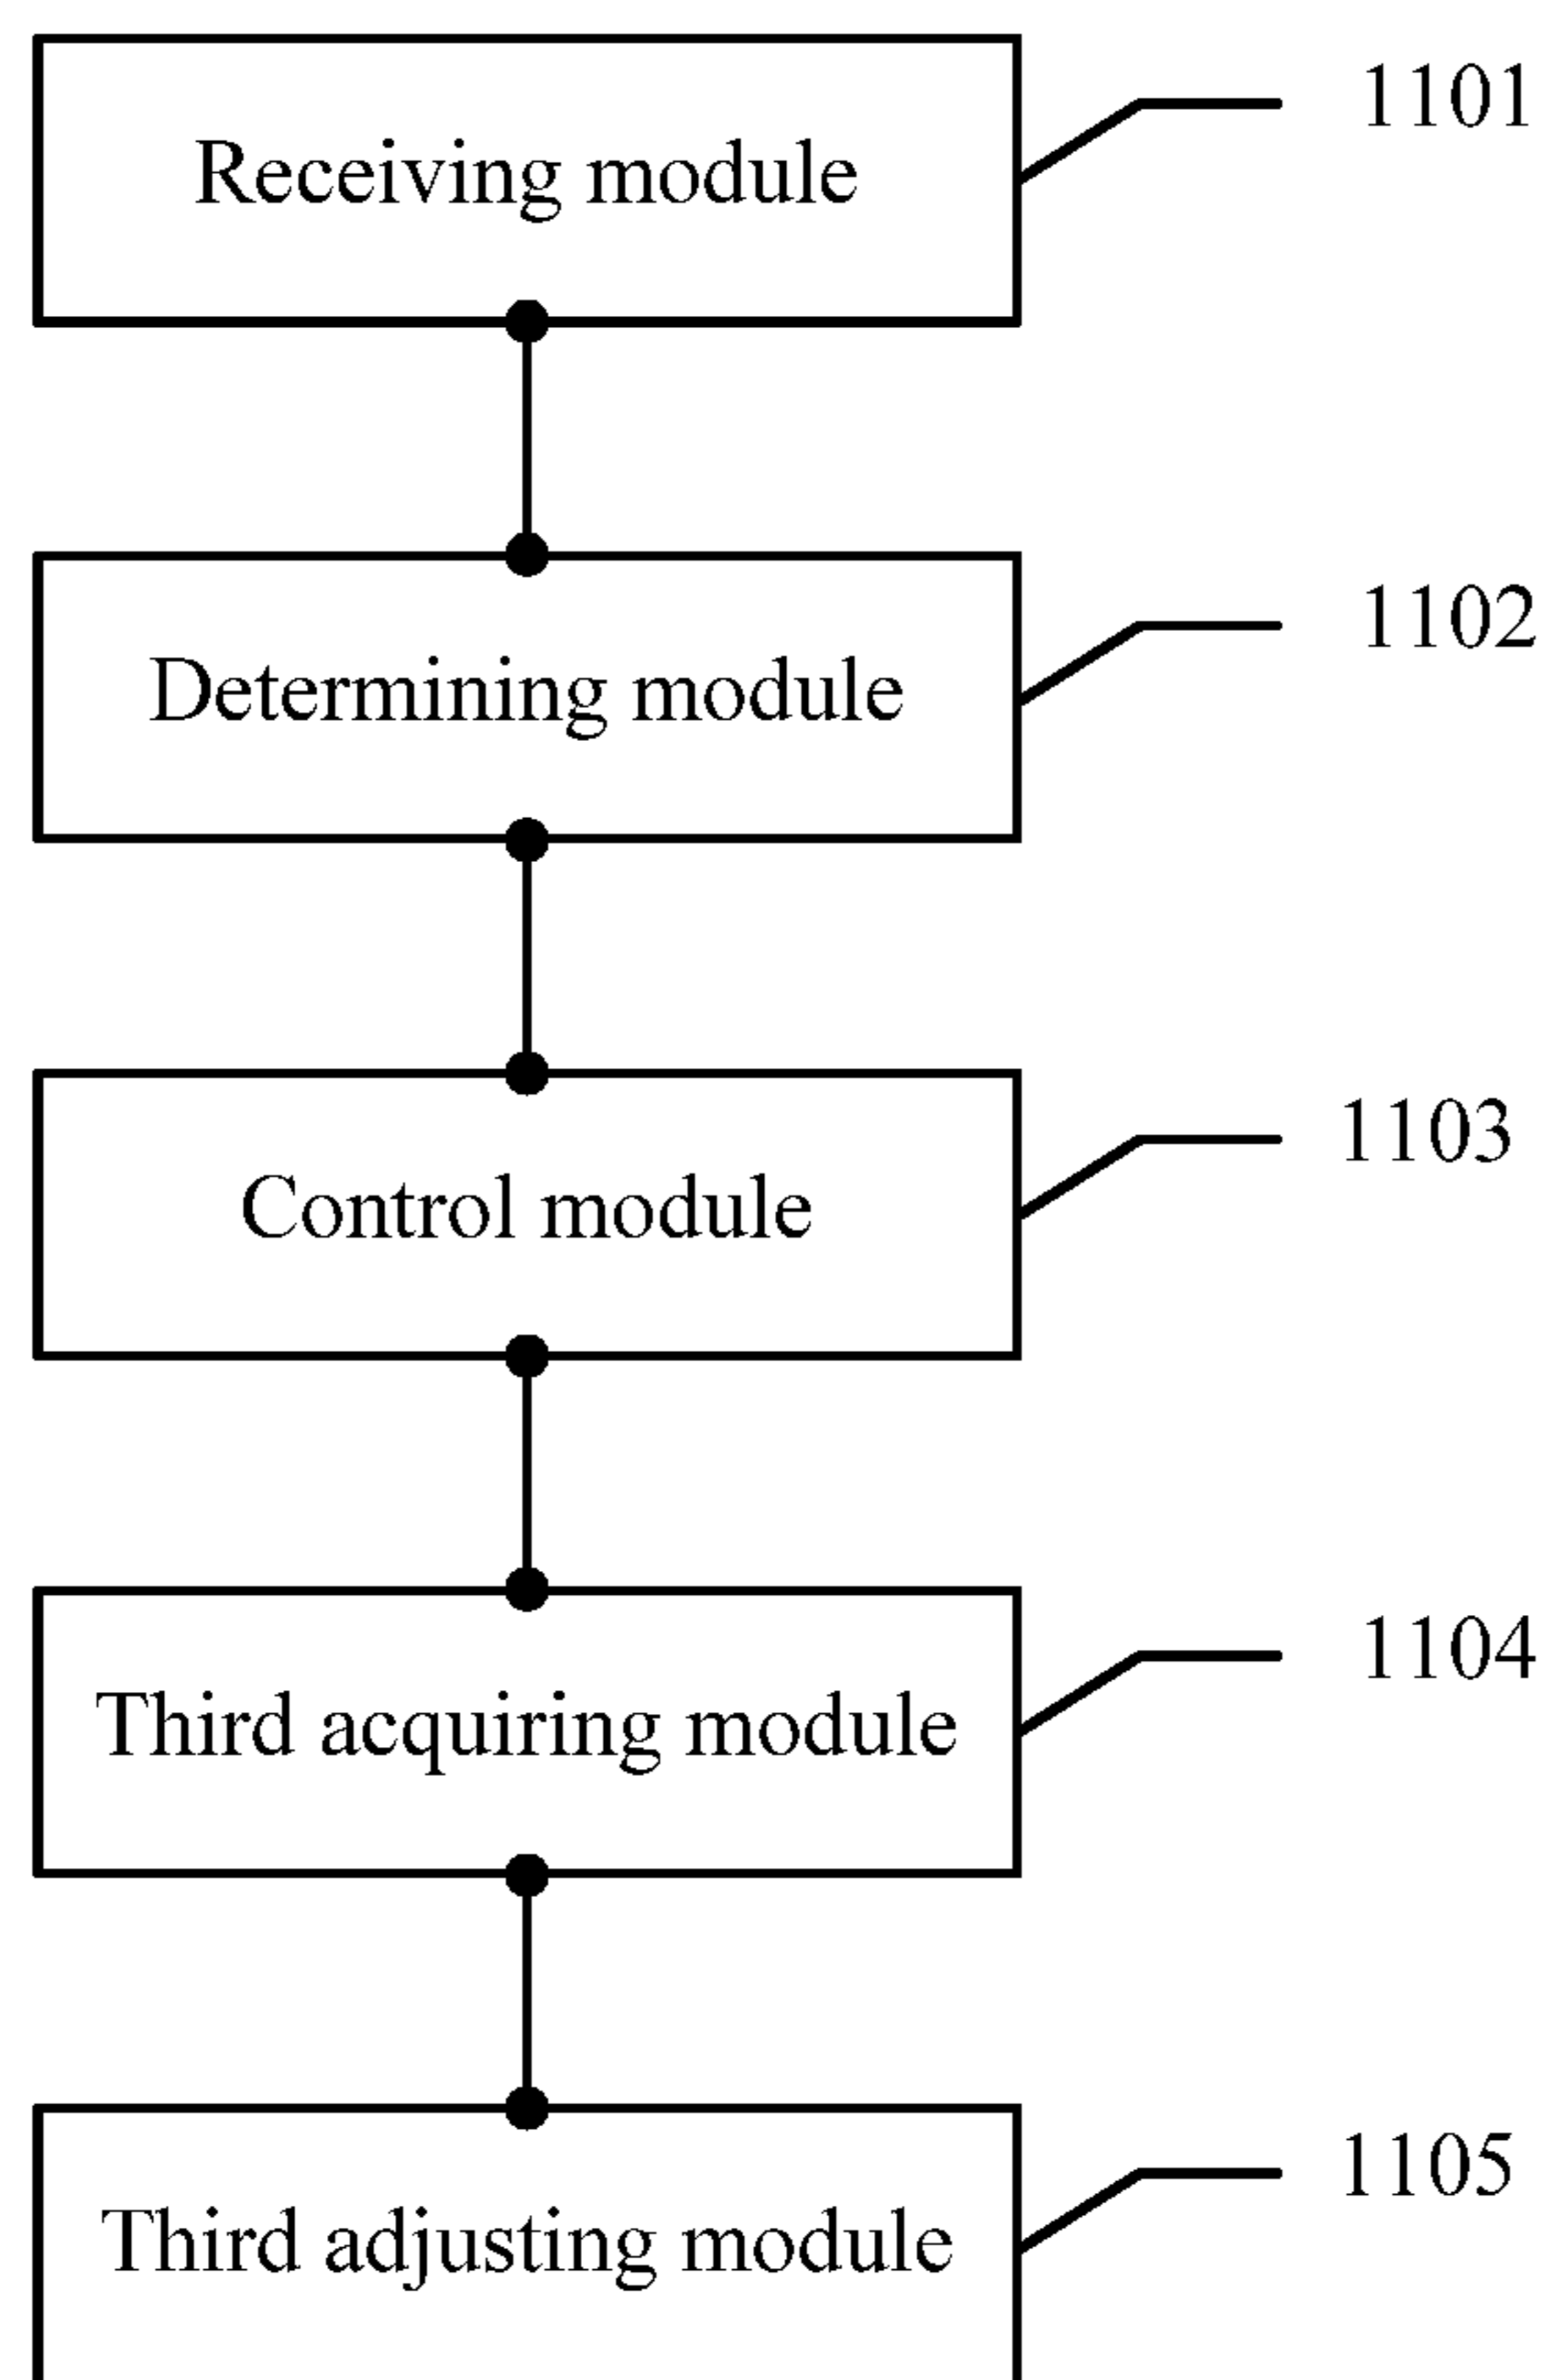 Receiving module 1101
Determining module 1102
Control module 1103
Third acquiring module 1104
Third adjusting module 1105